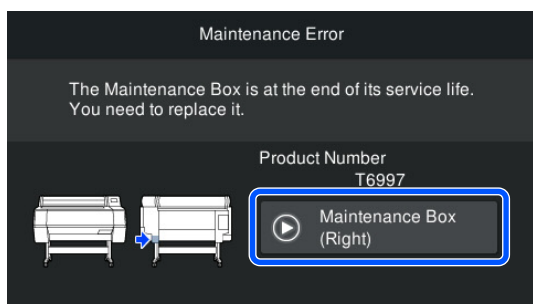 Maintenance Error
The Maintenance Box is at the end of its service life.
You need to replace it.
Product Number
T6997
Maintenance Box
(Right)